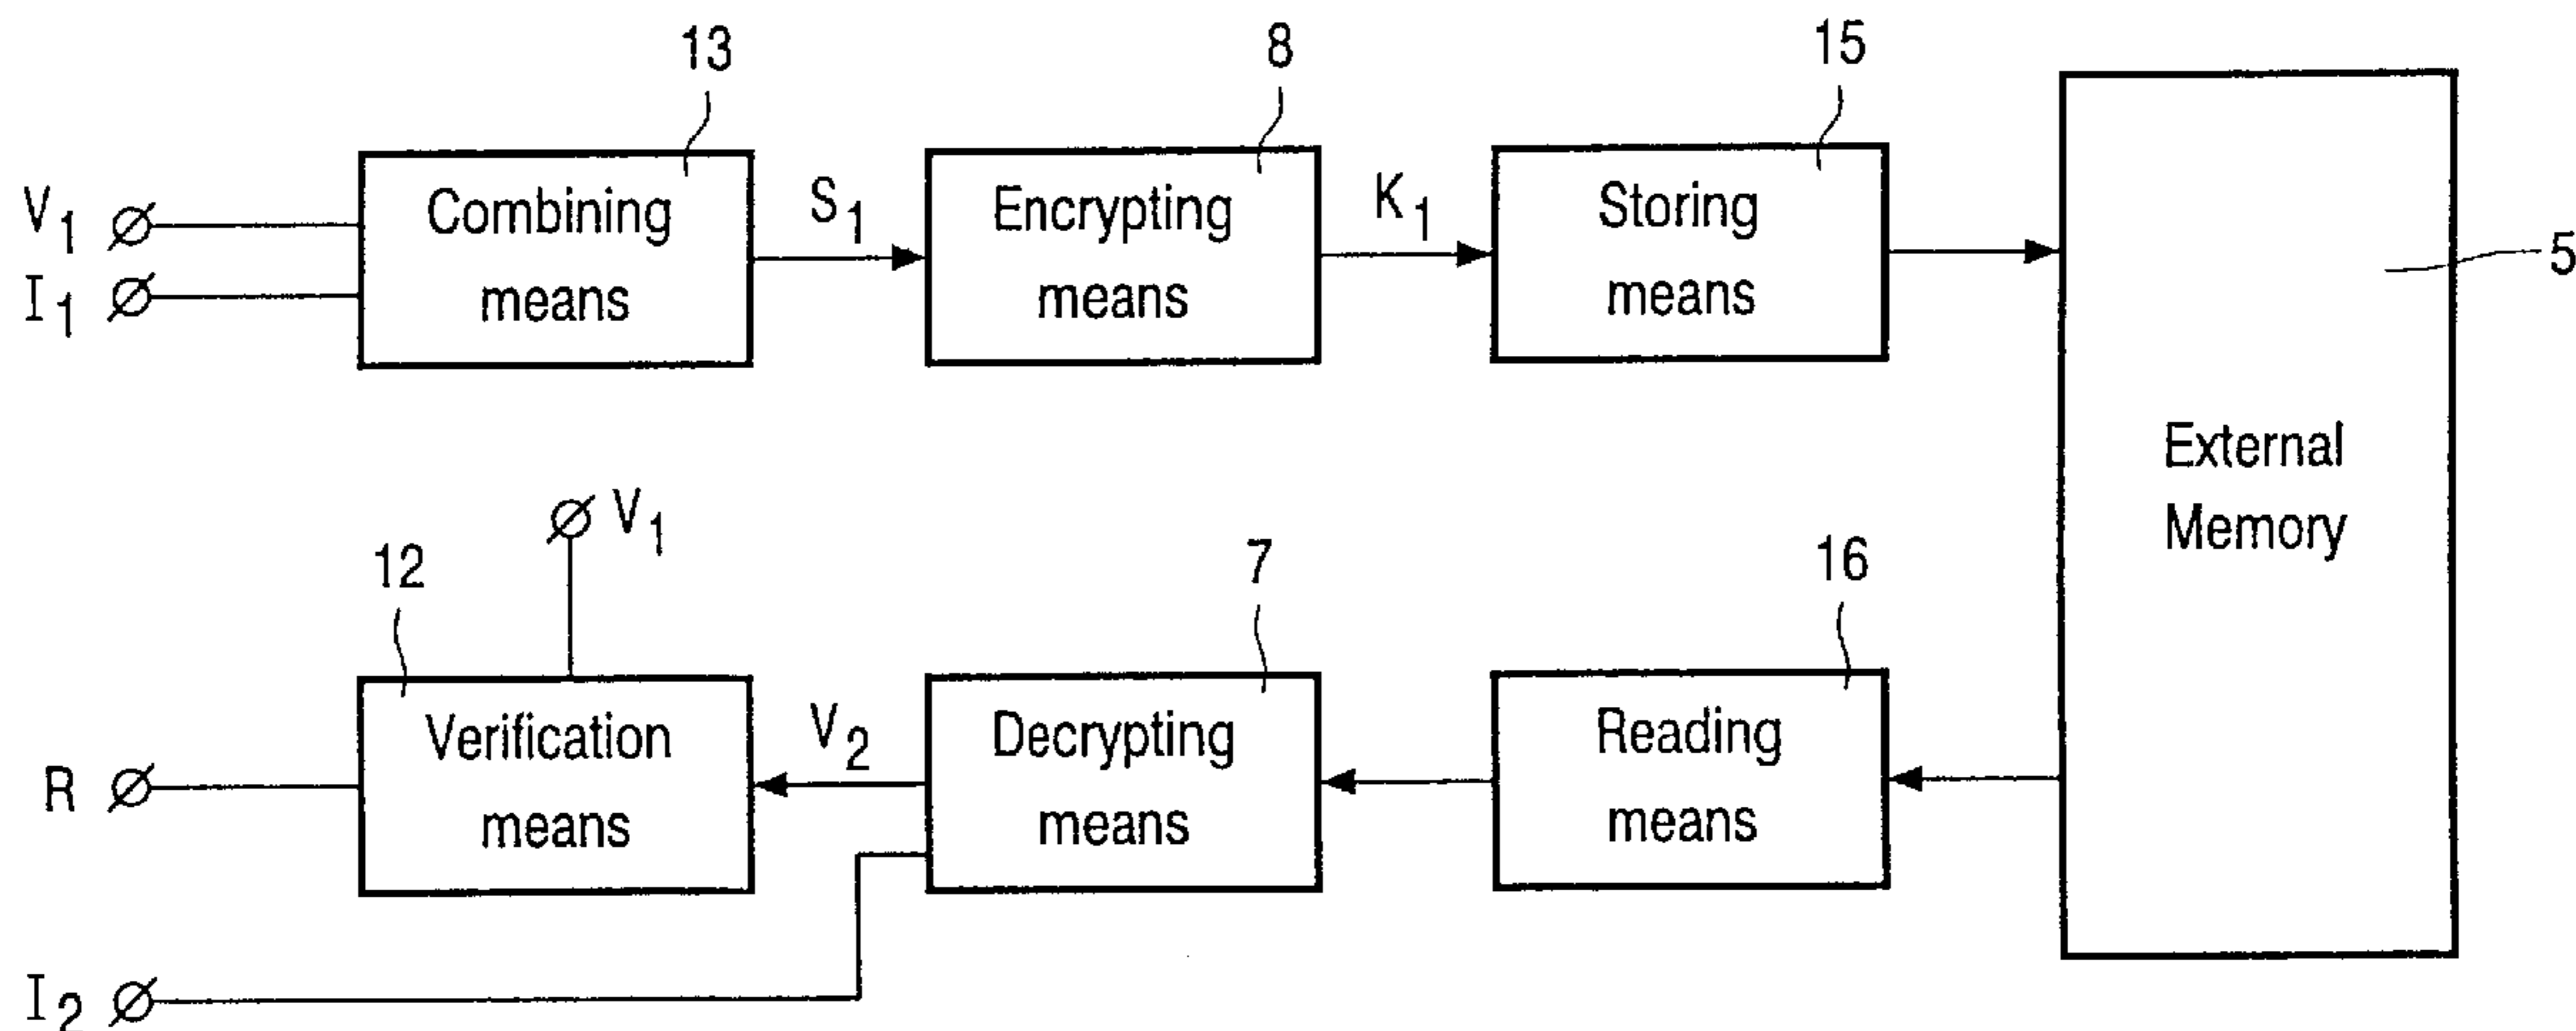 13
8
15
V1
I1
Combining
means
S1
Encrypting
means
K1
Storing
means
5
External
Memory
V1
12
7
16
R
Verification
means
V2
Decrypting
means
Reading
means
I2